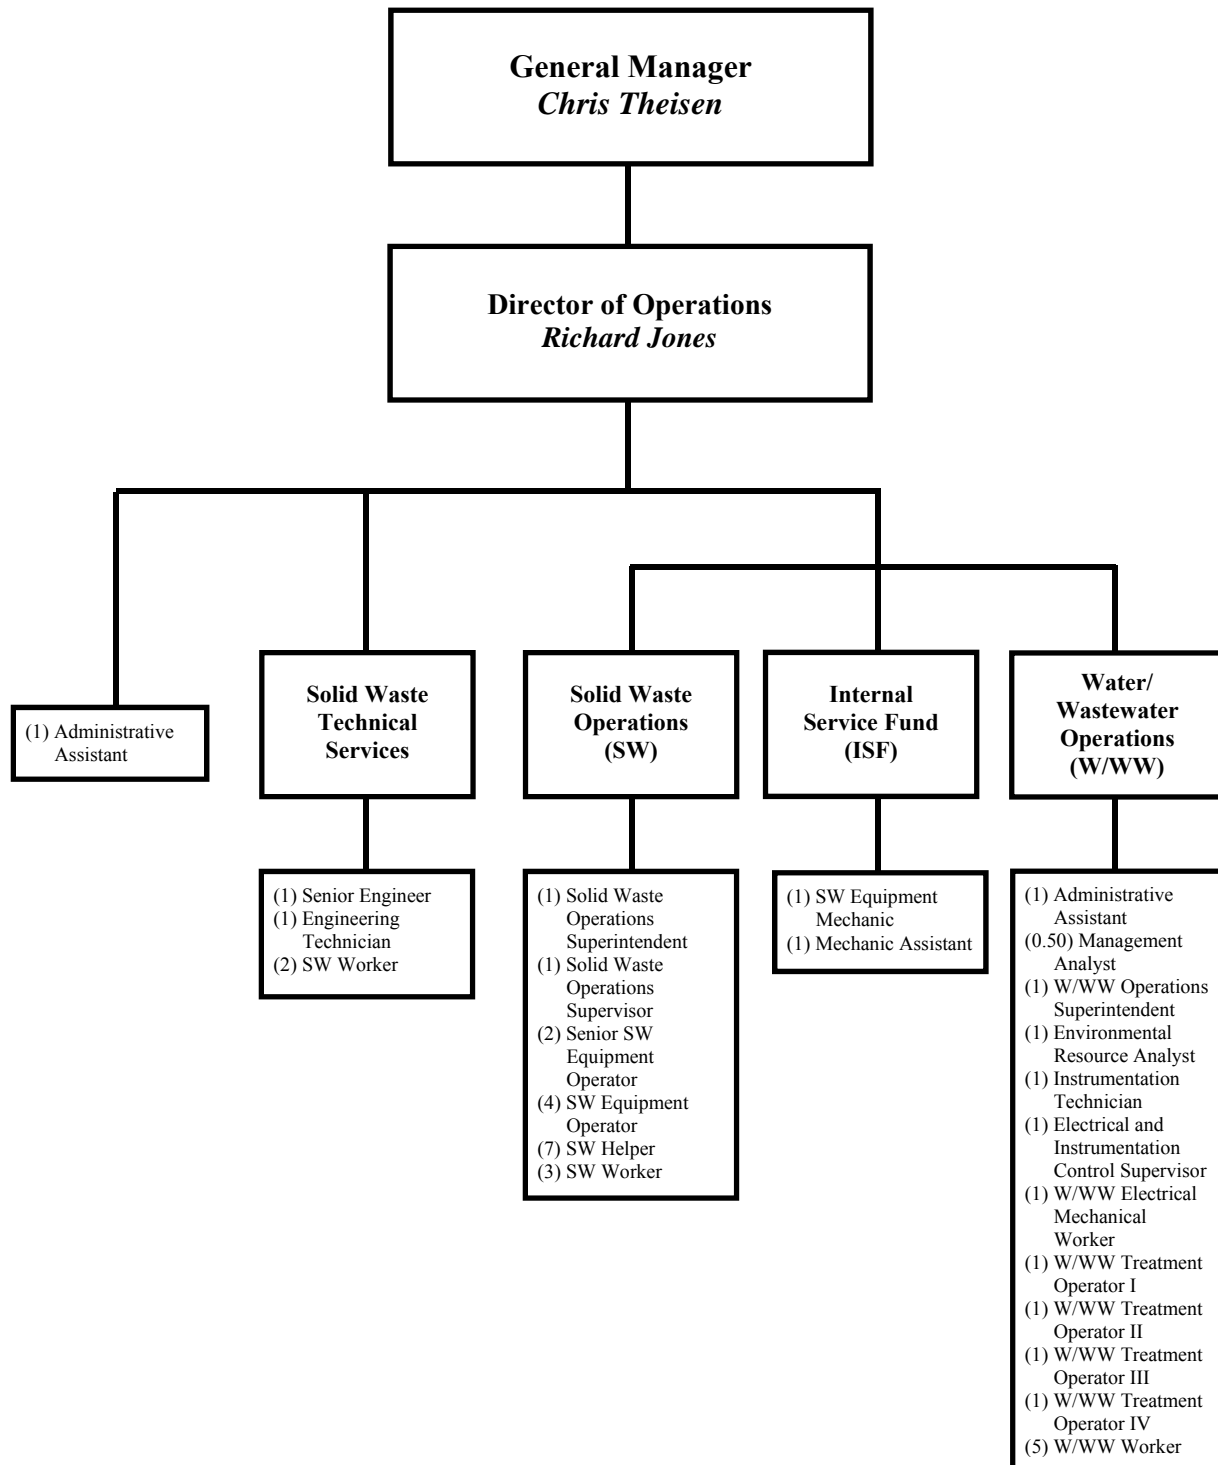 General Manager
Chris Theisen
Director of Operations
Richard Jones
(1) Administrative
Assistant
Solid Waste
Technical
Services
(1) Senior Engineer
(1) Engineering
Technician
(2) SW Worker
Solid Waste
Operations
(SW)
(1) Solid Waste
Operations
Superintendent
(1) Solid Waste
Operations
Supervisor
(2) Senior SW
Equipment
Operator
(4) SW Equipment
Operator
(7) SW Helper
(3) SW Worker
Internal
Service Fund
(ISF)
(1) SW Equipment
Mechanic
(1) Mechanic Assistant
Water/
Wastewater
Operations
(W/WW)
(1) Administrative
Assistant
(0.50) Management
Analyst
(1) W/WW Operations
Superintendent
(1) Environmental
Resource Analyst
(1) Instrumentation
Technician
(1) Electrical and
Instrumentation
Control Supervisor
(1) W/WW Electrical
Mechanical
Worker
(1) W/WW Treatment
Operator I
(1) W/WW Treatment
Operator II
(1) W/WW Treatment
Operator III
(1) W/WW Treatment
Operator IV
(5) W/WW Worker